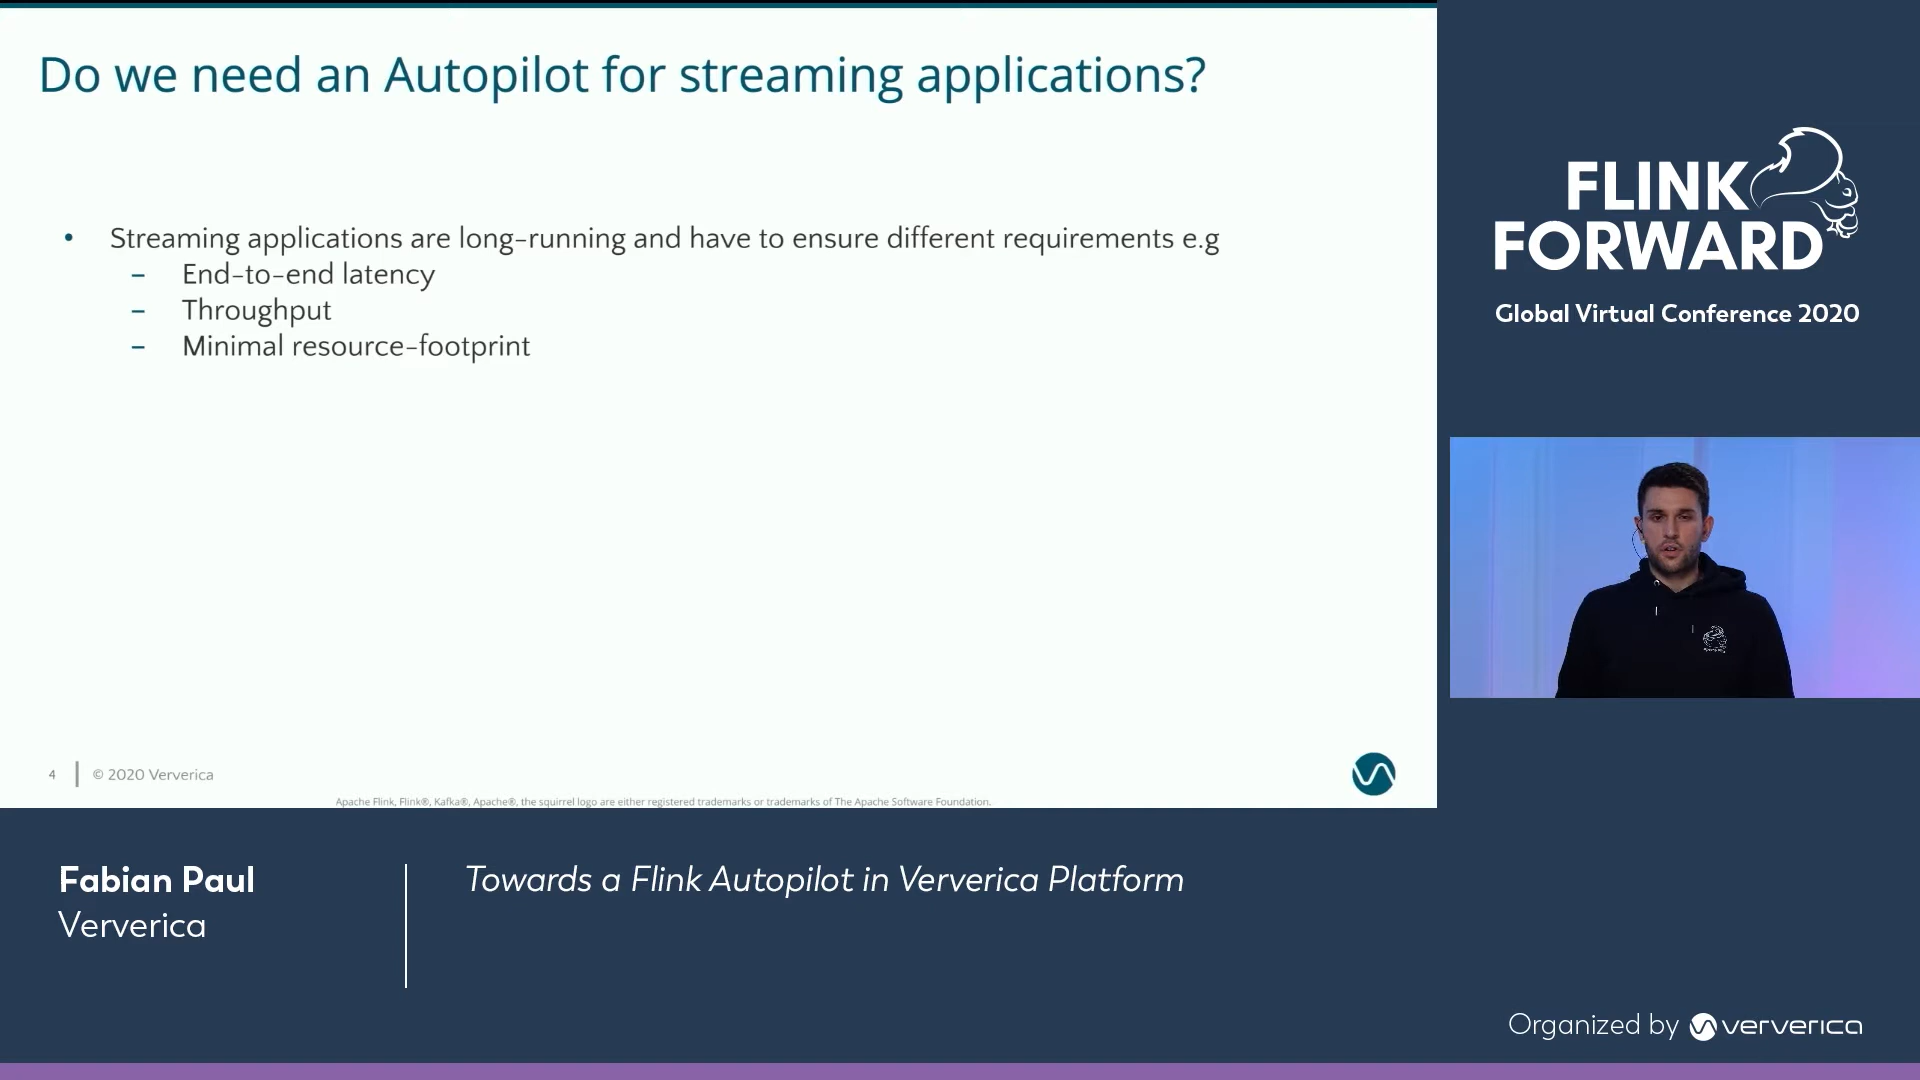 Do we need an Autopilot for streaming applications?
• Streaming applications are long-running and have to ensure different requirements e.g
– End-to-end latency
– Throughput
– Minimal resource-footprint
4 | © 2020 Ververica
Apache Flink, Flink®, Kafka®, Apache®, the squirrel logo are either registered trademarks or trademarks of The Apache Software Foundation.
FLINK
FORWARD
Global Virtual Conference 2020
Fabian Paul
Ververica
Towards a Flink Autopilot in Ververica Platform
Organized by ververica